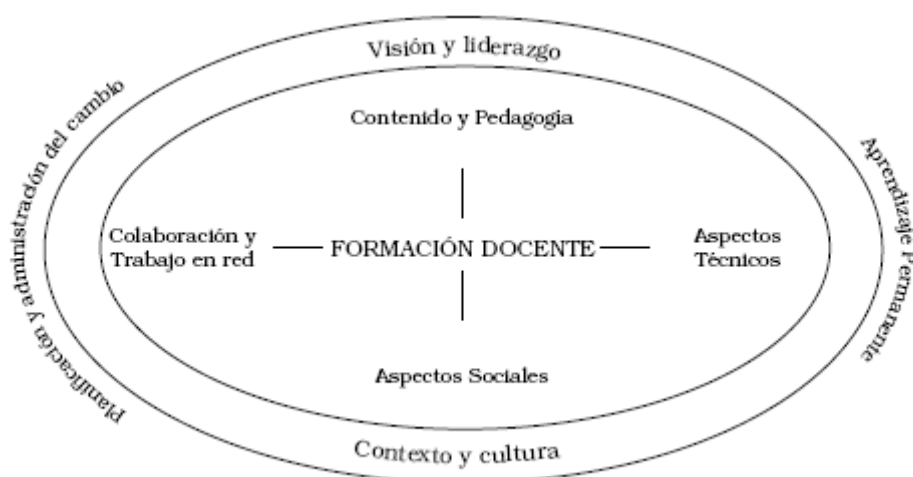 Visión y liderazgo
Contenido y Pedagogia
Planificación y administración del cambio
Colaboración y
Trabajo en red
FORMACIÓN DOCENTE
Aspectos
Técnicos
Aprendizaje Permanente
Aspectos Sociales
Contexto y cultura